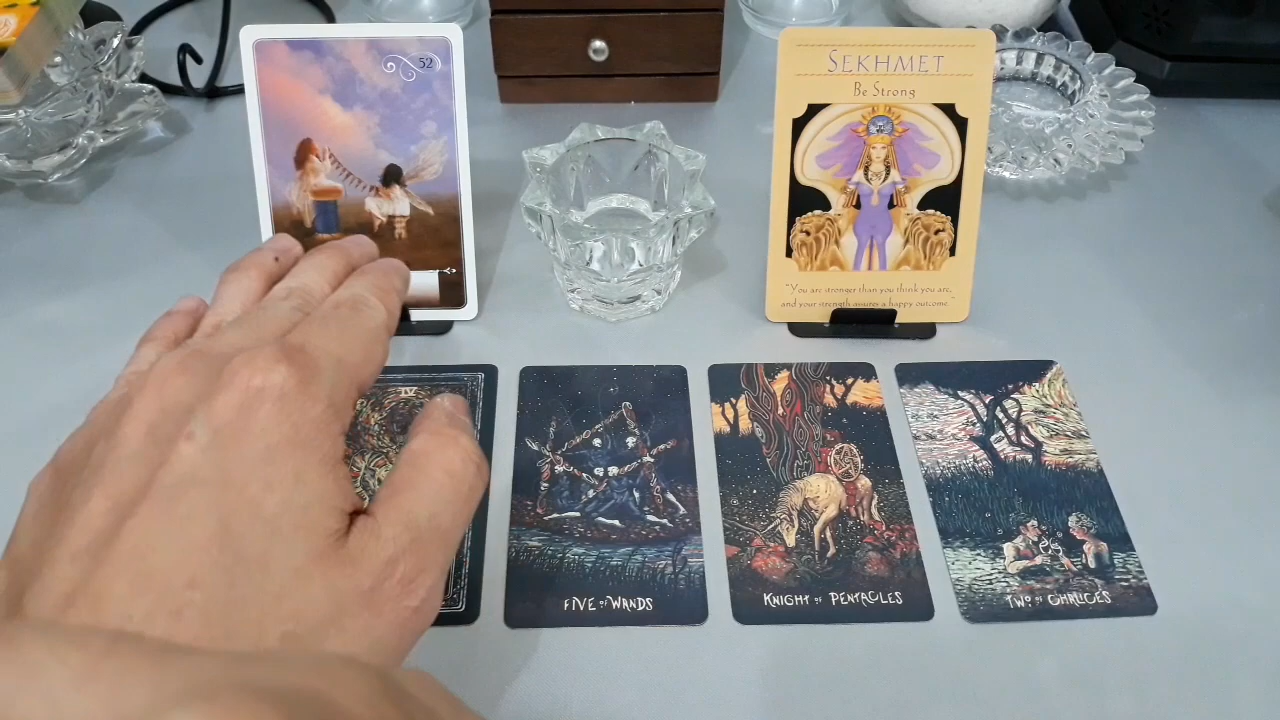 52
SEKHMET
Be Strong
"You are stronger than you think you are,
and your strength assures a happy outcome."
IV
FIVE OF WANDS
KNIGHT OF PENTACLES
TWO OF CHALICES